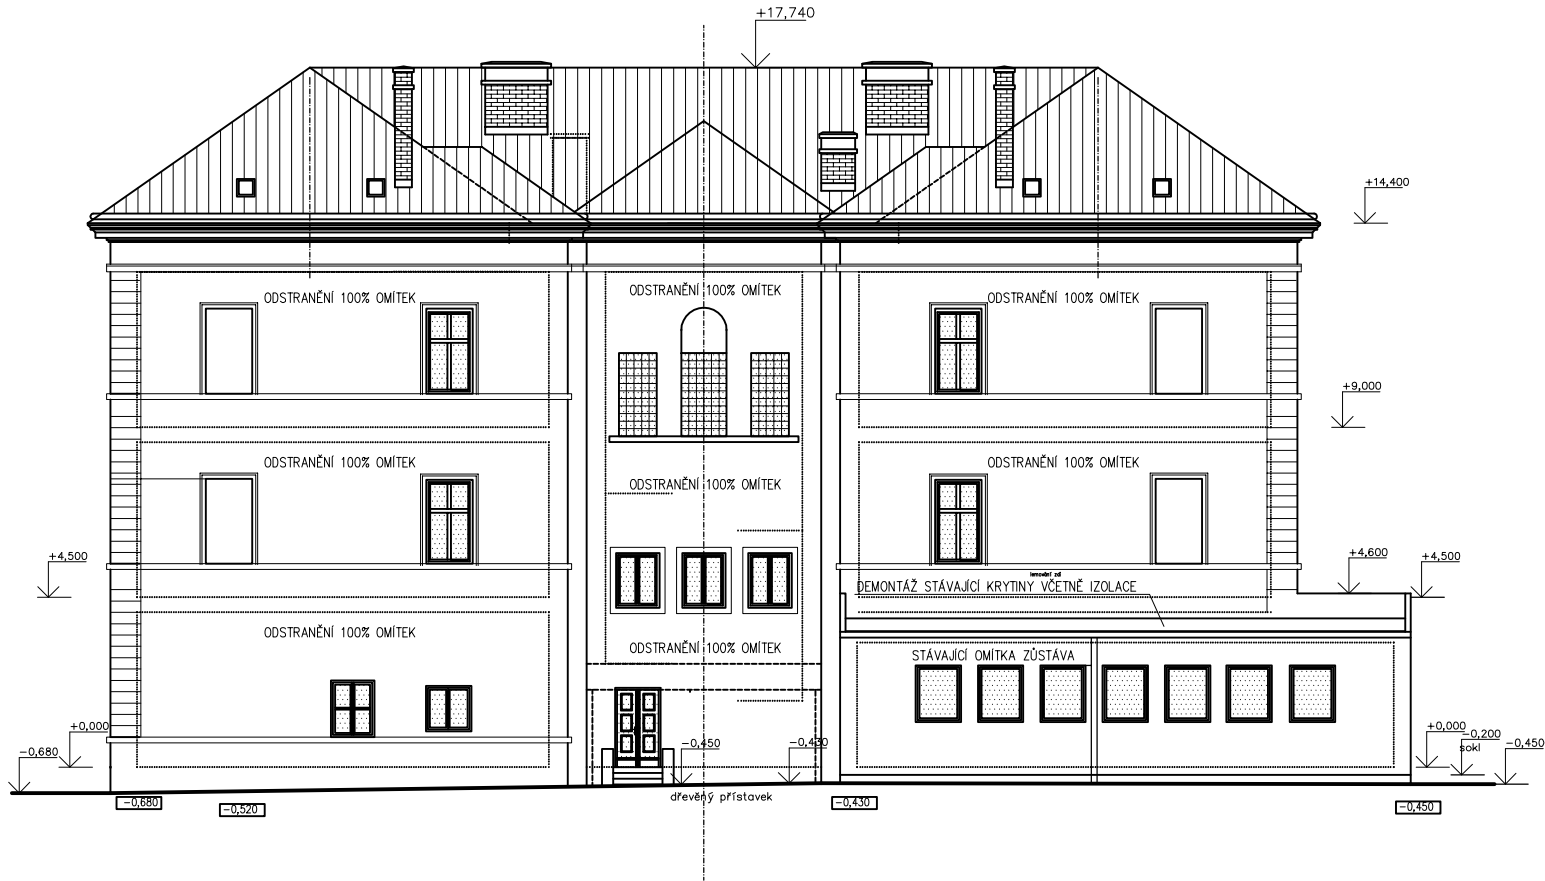 +17,740
+14,400
ODSTRANĚNÍ 100% OMÍTEK
ODSTRANĚNÍ 100% OMÍTEK
ODSTRANĚNÍ 100% OMÍTEK
+9,000
ODSTRANĚNÍ 100% OMÍTEK
ODSTRANĚNÍ 100% OMÍTEK
ODSTRANĚNÍ 100% OMÍTEK
+4,500
+4,600
+4,500
lemování zdí
DEMONTÁŽ STÁVAJÍCÍ KRYTINY VČETNĚ IZOLACE
ODSTRANĚNÍ 100% OMÍTEK
ODSTRANĚNÍ 100% OMÍTEK
STÁVAJÍCÍ OMÍTKA ZŮSTÁVA
+0,000
-0,680
-0,450
-0,430
+0,000
-0,200
sokl
-0,450
dřevěný přístavek
-0,680
-0,520
-0,430
-0,450